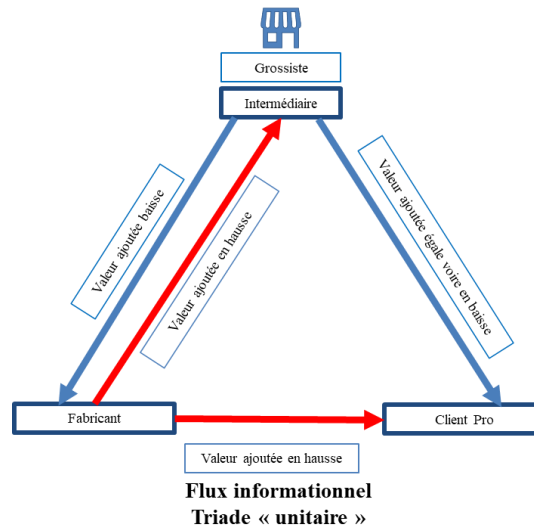 Grossiste
Intermédiaire
Valeur ajoutée baisse
Valeur ajoutée en hausse
Valeur ajoutée égale voire en baisse
Fabricant
Client Pro
Valeur ajoutée en hausse
Flux informationnel
Triade « unitaire »